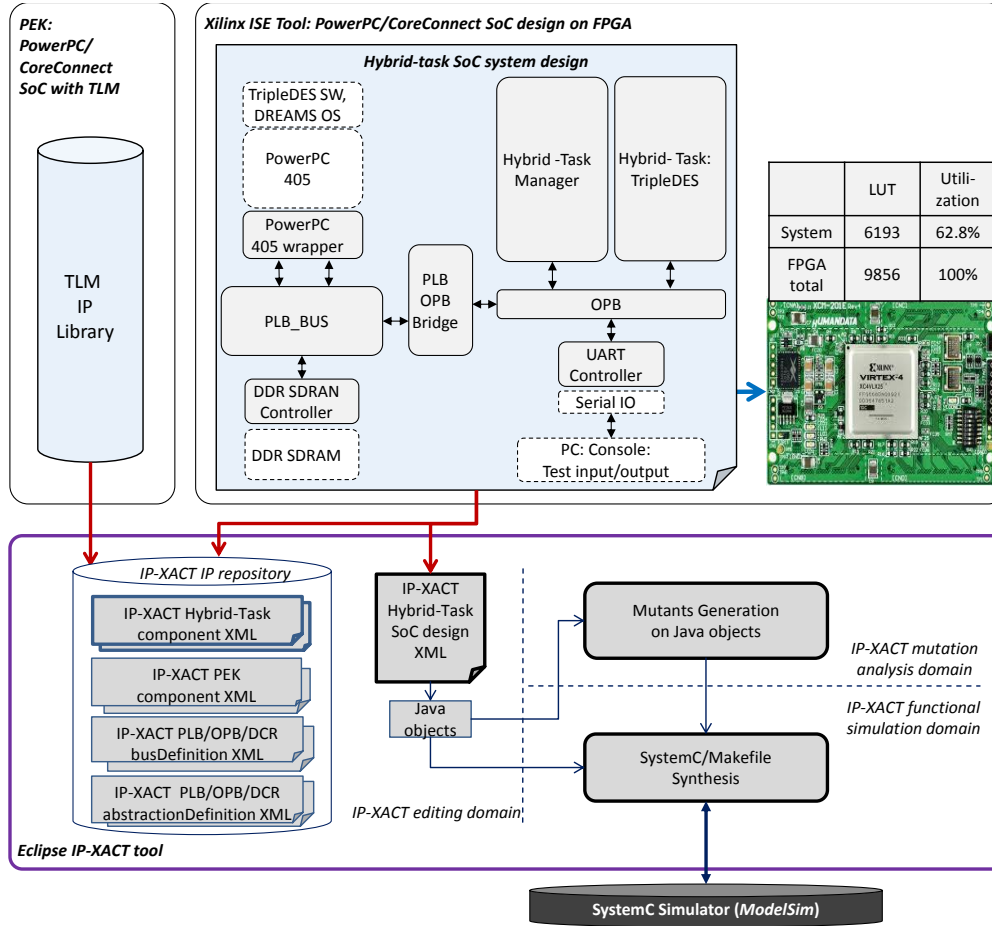 PEK:
PowerPC/
CoreConnect
SoC with TLM
TLM
IP
Library
Xilinx ISE Tool: PowerPC/CoreConnect SoC design on FPGA
Hybrid-task SoC system design
TripleDES SW,
DREAMS OS
PowerPC
405
PowerPC
405 wrapper
PLB_BUS
DDR SDRAN
Controller
DDR SDRAM
PLB
OPB
Bridge
Hybrid -Task
Manager
Hybrid- Task:
TripleDES
OPB
UART
Controller
Serial IO
PC: Console:
Test input/output
LUT Utili-
zation
System 6193 62.8%
FPGA
total 9856 100%
XCM-201E
HUMANDATA
XILINX
VIRTEX-4
XC4VLX25
IP-XACT IP repository
IP-XACT Hybrid-Task
component XML
IP-XACT PEK
component XML
IP-XACT PLB/OPB/DCR
busDefinition XML
IP-XACT PLB/OPB/DCR
abstractionDefinition XML
IP-XACT
Hybrid-Task
SoC design
XML
Java
objects
Mutants Generation
on Java objects
IP-XACT mutation
analysis domain
IP-XACT functional
simulation domain
SystemC/Makefile
Synthesis
IP-XACT editing domain
Eclipse IP-XACT tool
SystemC Simulator (ModelSim)